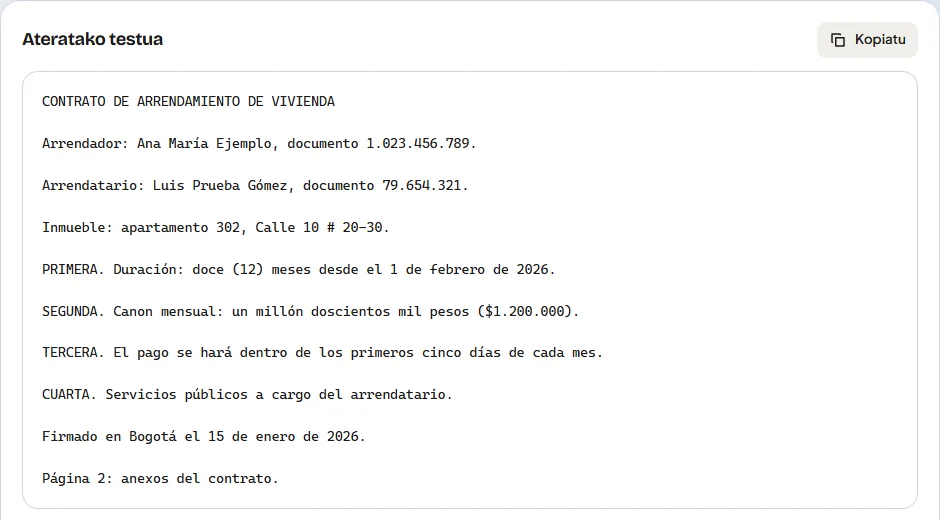 Ateratako testua
Kopiatu
CONTRATO DE ARRENDAMIENTO DE VIVIENDA
Arrendador: Ana María Ejemplo, documento 1.023.456.789.
Arrendatario: Luis Prueba Gómez, documento 79.654.321.
Inmueble: apartamento 302, Calle 10 # 20-30.
PRIMERA. Duración: doce (12) meses desde el 1 de febrero de 2026.
SEGUNDA. Canon mensual: un millón doscientos mil pesos ($1.200.000).
TERCERA. El pago se hará dentro de los primeros cinco días de cada mes.
CUARTA. Servicios públicos a cargo del arrendatario.
Firmado en Bogotá el 15 de enero de 2026.
Página 2: anexos del contrato.